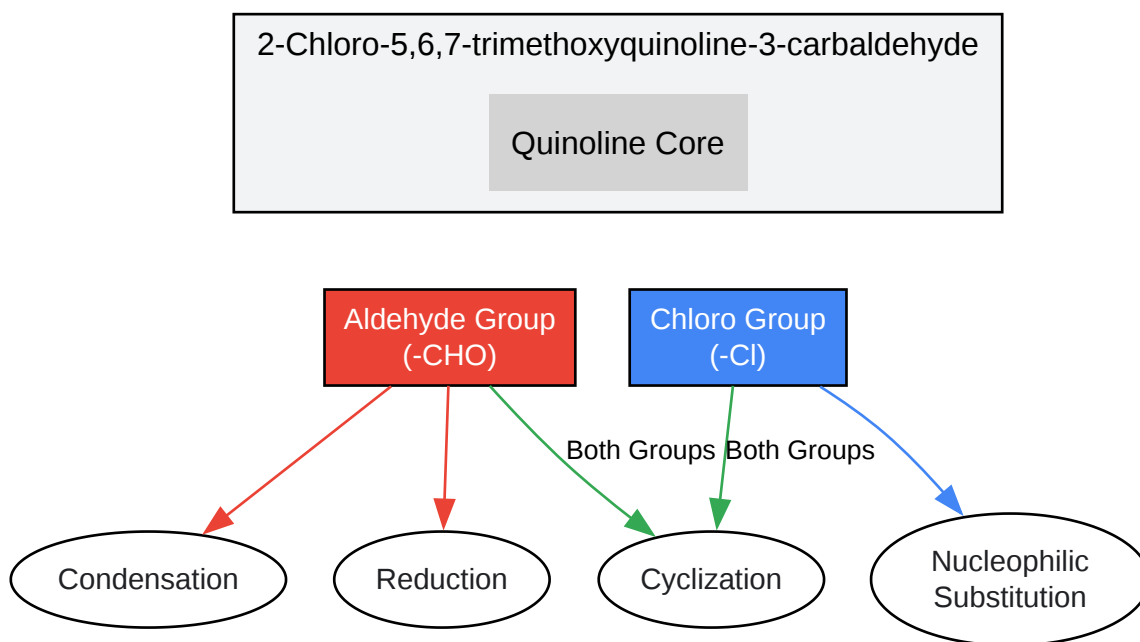 2-Chloro-5,6,7-trimethoxyquinoline-3-carbaldehyde
Quinoline Core
Aldehyde Group
(-CHO)
Chloro Group
(-Cl)
Both Groups
Both Groups
Condensation
Reduction
Cyclization
Nucleophilic
Substitution